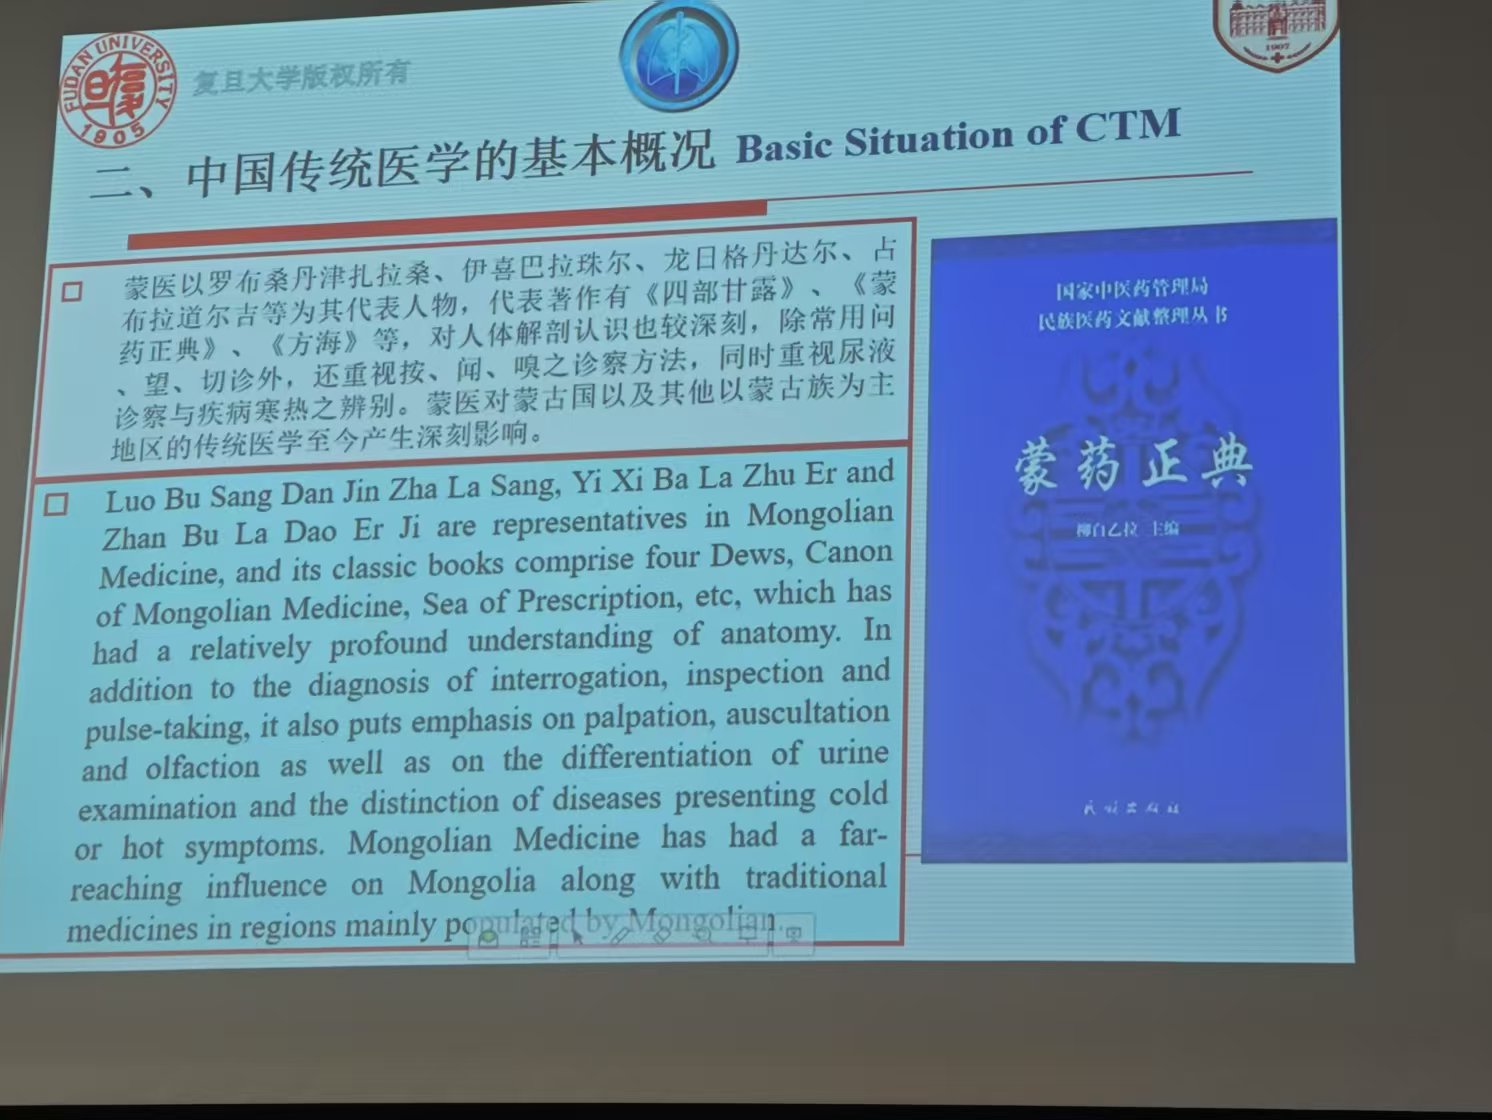 FUDAN UNIVERSITY
1905
复旦大学版权所有
1907
二、中国传统医学的基本概况 Basic Situation of CTM
蒙医以罗布桑丹津扎拉桑、伊喜巴拉珠尔、龙日格丹达尔、占
布拉道尔吉等为其代表人物，代表著作有《四部甘露》、《蒙
药正典》、《方海》等，对人体解剖认识也较深刻，除常用问
、望、切诊外，还重视按、闻、嗅之诊察方法，同时重视尿液
诊察与疾病寒热之辨别。蒙医对蒙古国以及其他以蒙古族为主
地区的传统医学至今产生深刻影响。
Luo Bu Sang Dan Jin Zha La Sang, Yi Xi Ba La Zhu Er and
Zhan Bu La Dao Er Ji are representatives in Mongolian
Medicine, and its classic books comprise four Dews, Canon
of Mongolian Medicine, Sea of Prescription, etc, which has
had a relatively profound understanding of anatomy. In
addition to the diagnosis of interrogation, inspection and
pulse-taking, it also puts emphasis on palpation, auscultation
and olfaction as well as on the differentiation of urine
examination and the distinction of diseases presenting cold
or hot symptoms. Mongolian Medicine has had a far-
reaching influence on Mongolia along with traditional
medicines in regions mainly populated by Mongolian.
国家中医药管理局
民族医药文献整理丛书
蒙药正典
柳白乙拉 主编
民族出版社